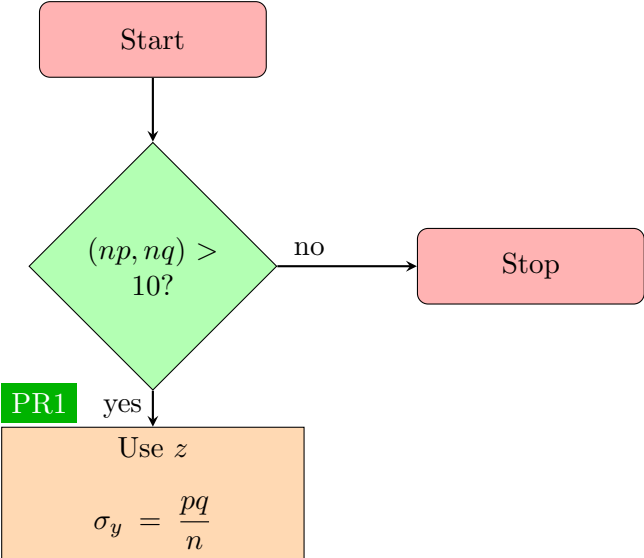 Start
(np, nq) >
10?
no
Stop
PR1
yes
Use z
σ_y = pq/n